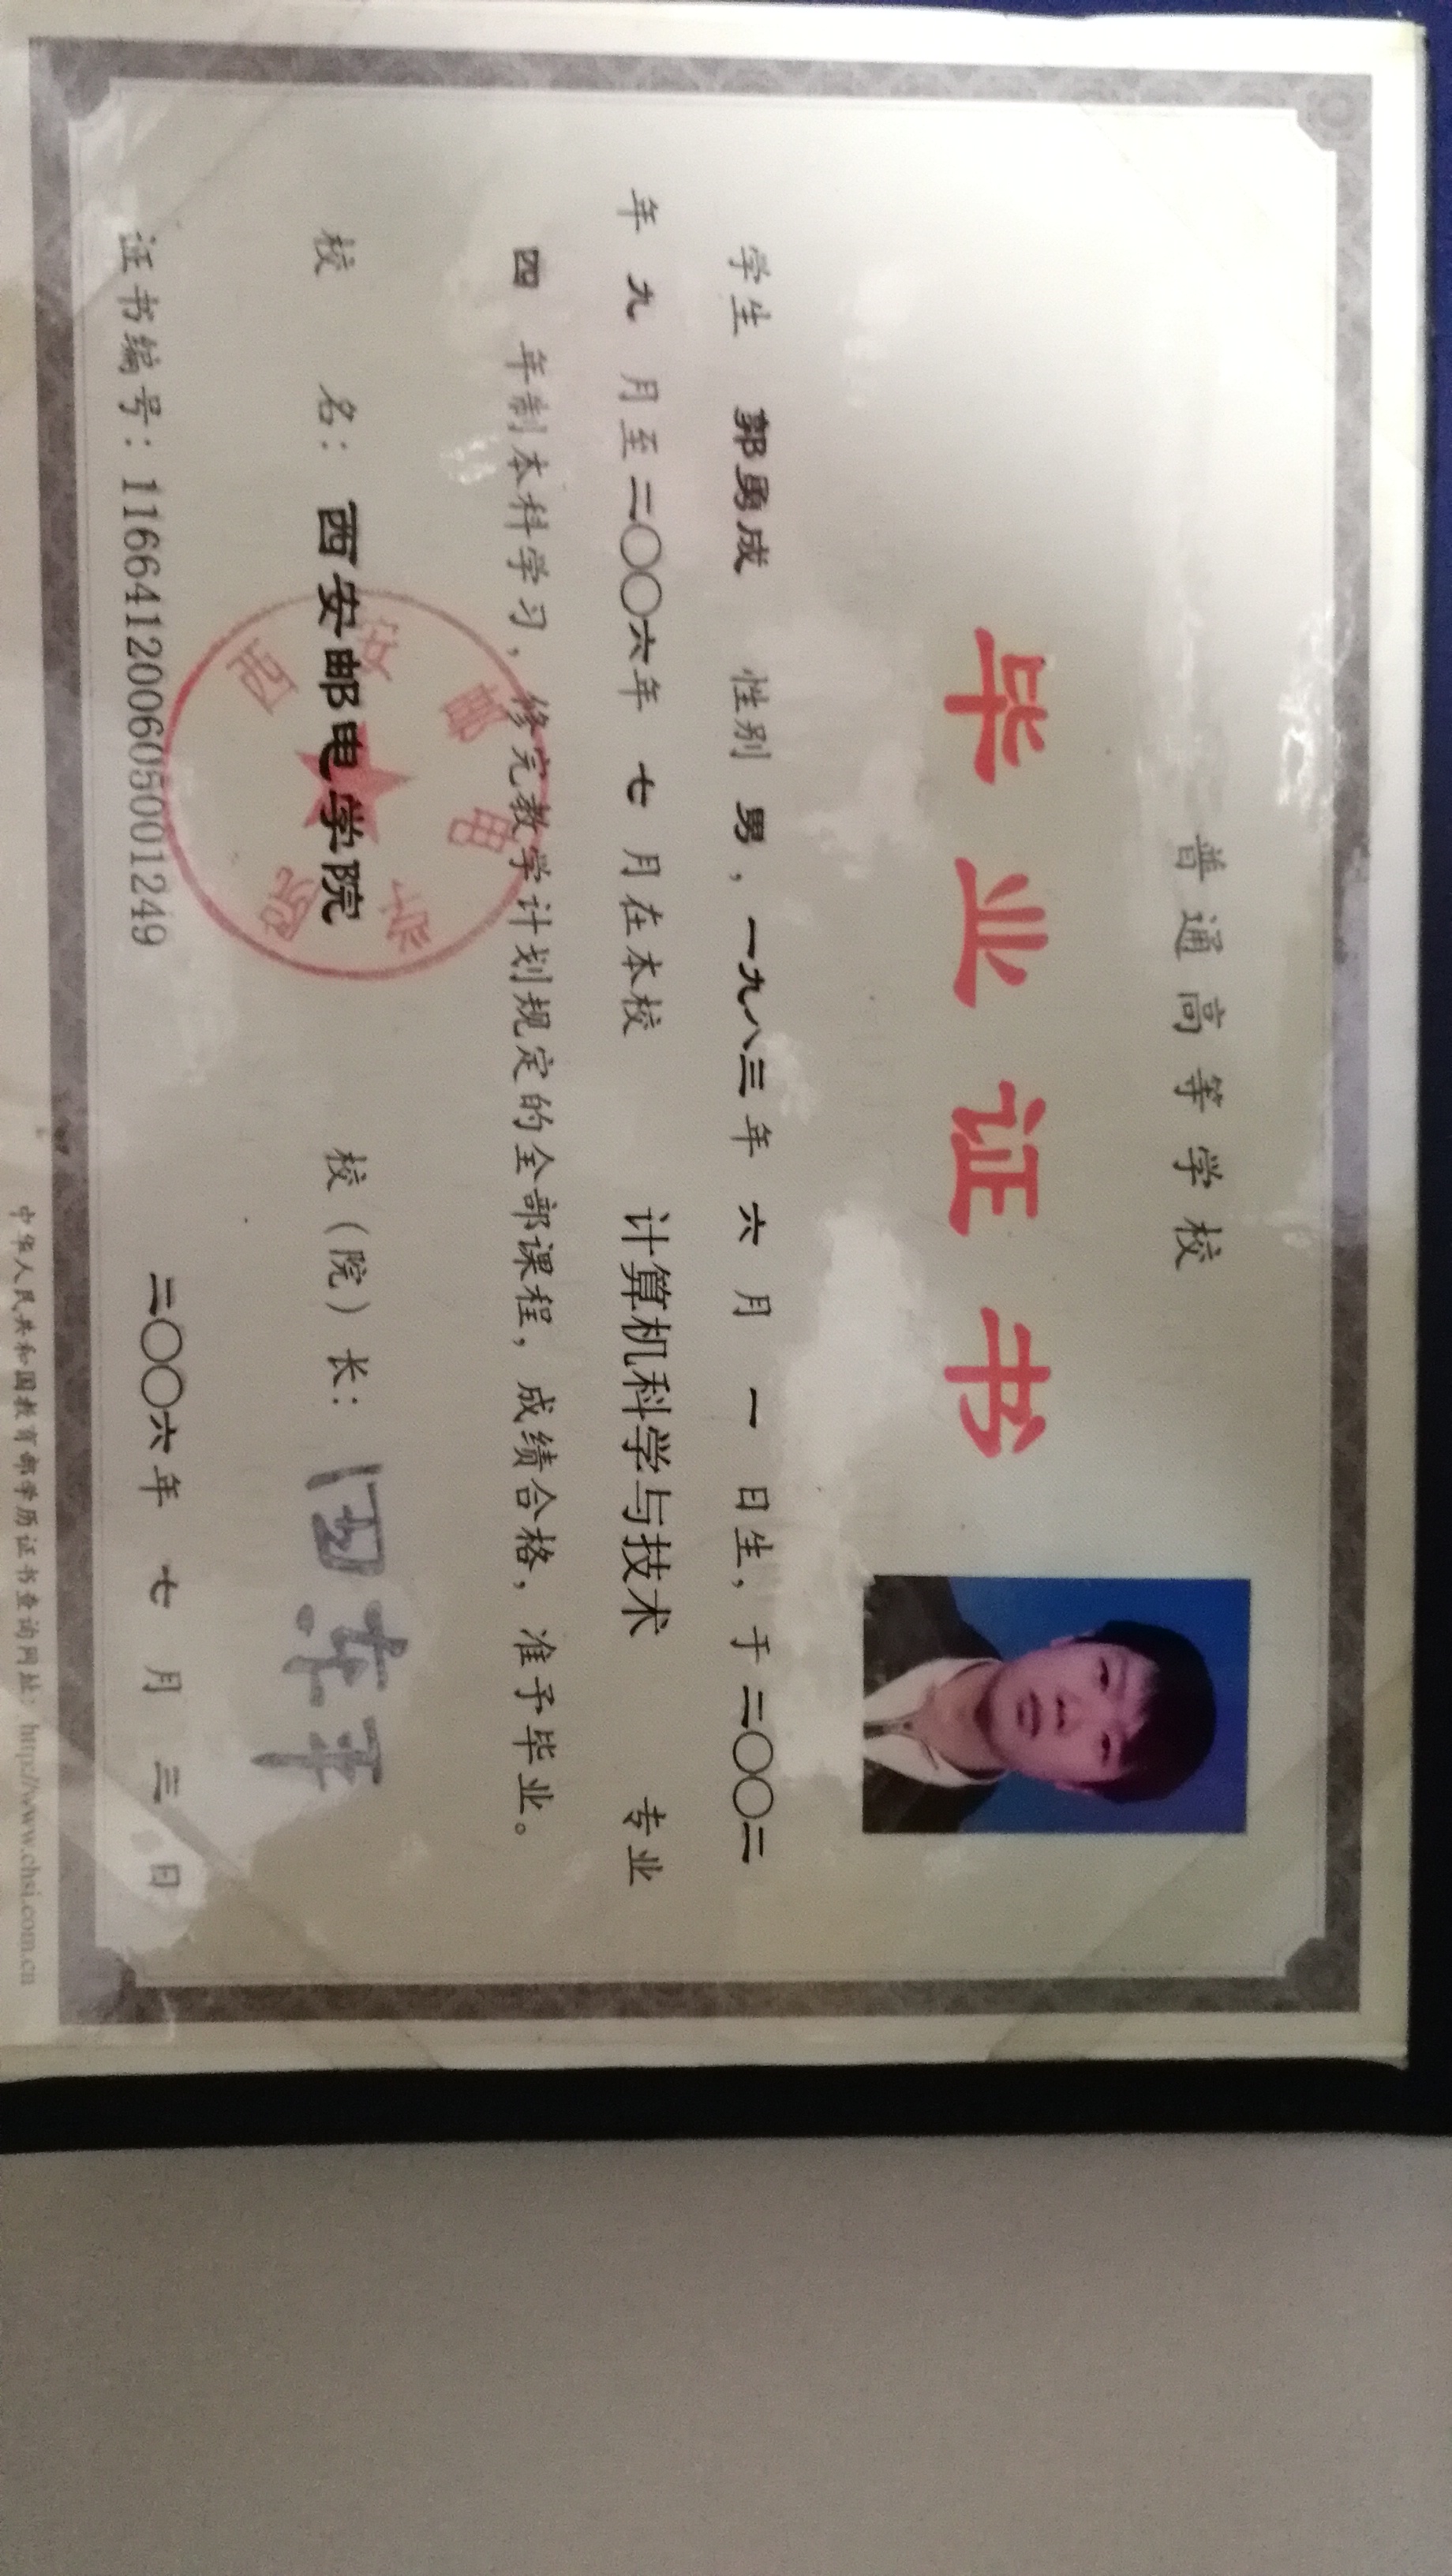 普通高等学校
毕业证书
学生 郭勇成 性别 男，一九八三年 六 月 一 日生，于二〇〇二
年 九 月至二〇〇六年 七 月在本校 计算机科学与技术 专业
四 年制本科学习，修完教学计划规定的全部课程，成绩合格，准予毕业。
校 名：西安邮电学院 校（院）长：
西安邮电学院
证书编号：116641200605001249 二〇〇六年 七 月 三 日
中华人民共和国教育部学历证书查询网址：http://www.chsi.com.cn